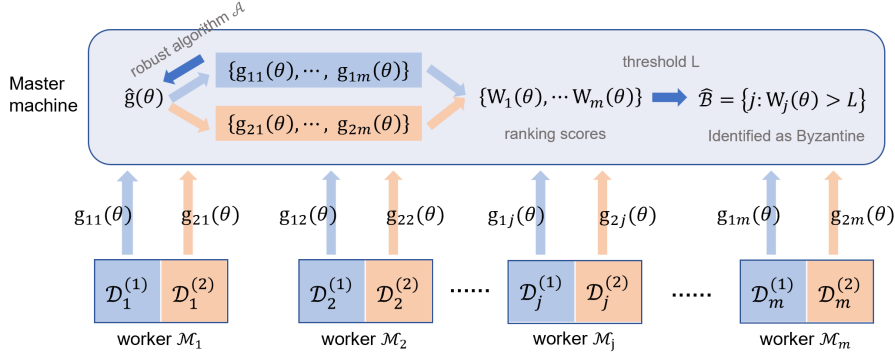 robust algorithm 𝒜
Master
machine
ĝ(θ)
{g₁₁(θ), ⋯, g₁ₘ(θ)}
{g₂₁(θ), ⋯, g₂ₘ(θ)}
{W₁(θ), ⋯ Wₘ(θ)}
ranking scores
threshold L
ℬ̂ = {j: Wⱼ(θ) > L}
Identified as Byzantine
g₁₁(θ) g₂₁(θ) g₁₂(θ) g₂₂(θ) g₁ⱼ(θ) g₂ⱼ(θ) g₁ₘ(θ) g₂ₘ(θ)
𝒟₁⁽¹⁾ 𝒟₁⁽²⁾ 𝒟₂⁽¹⁾ 𝒟₂⁽²⁾ ...... 𝒟ⱼ⁽¹⁾ 𝒟ⱼ⁽²⁾ ...... 𝒟ₘ⁽¹⁾ 𝒟ₘ⁽²⁾
worker ℳ₁ worker ℳ₂ worker ℳⱼ worker ℳₘ